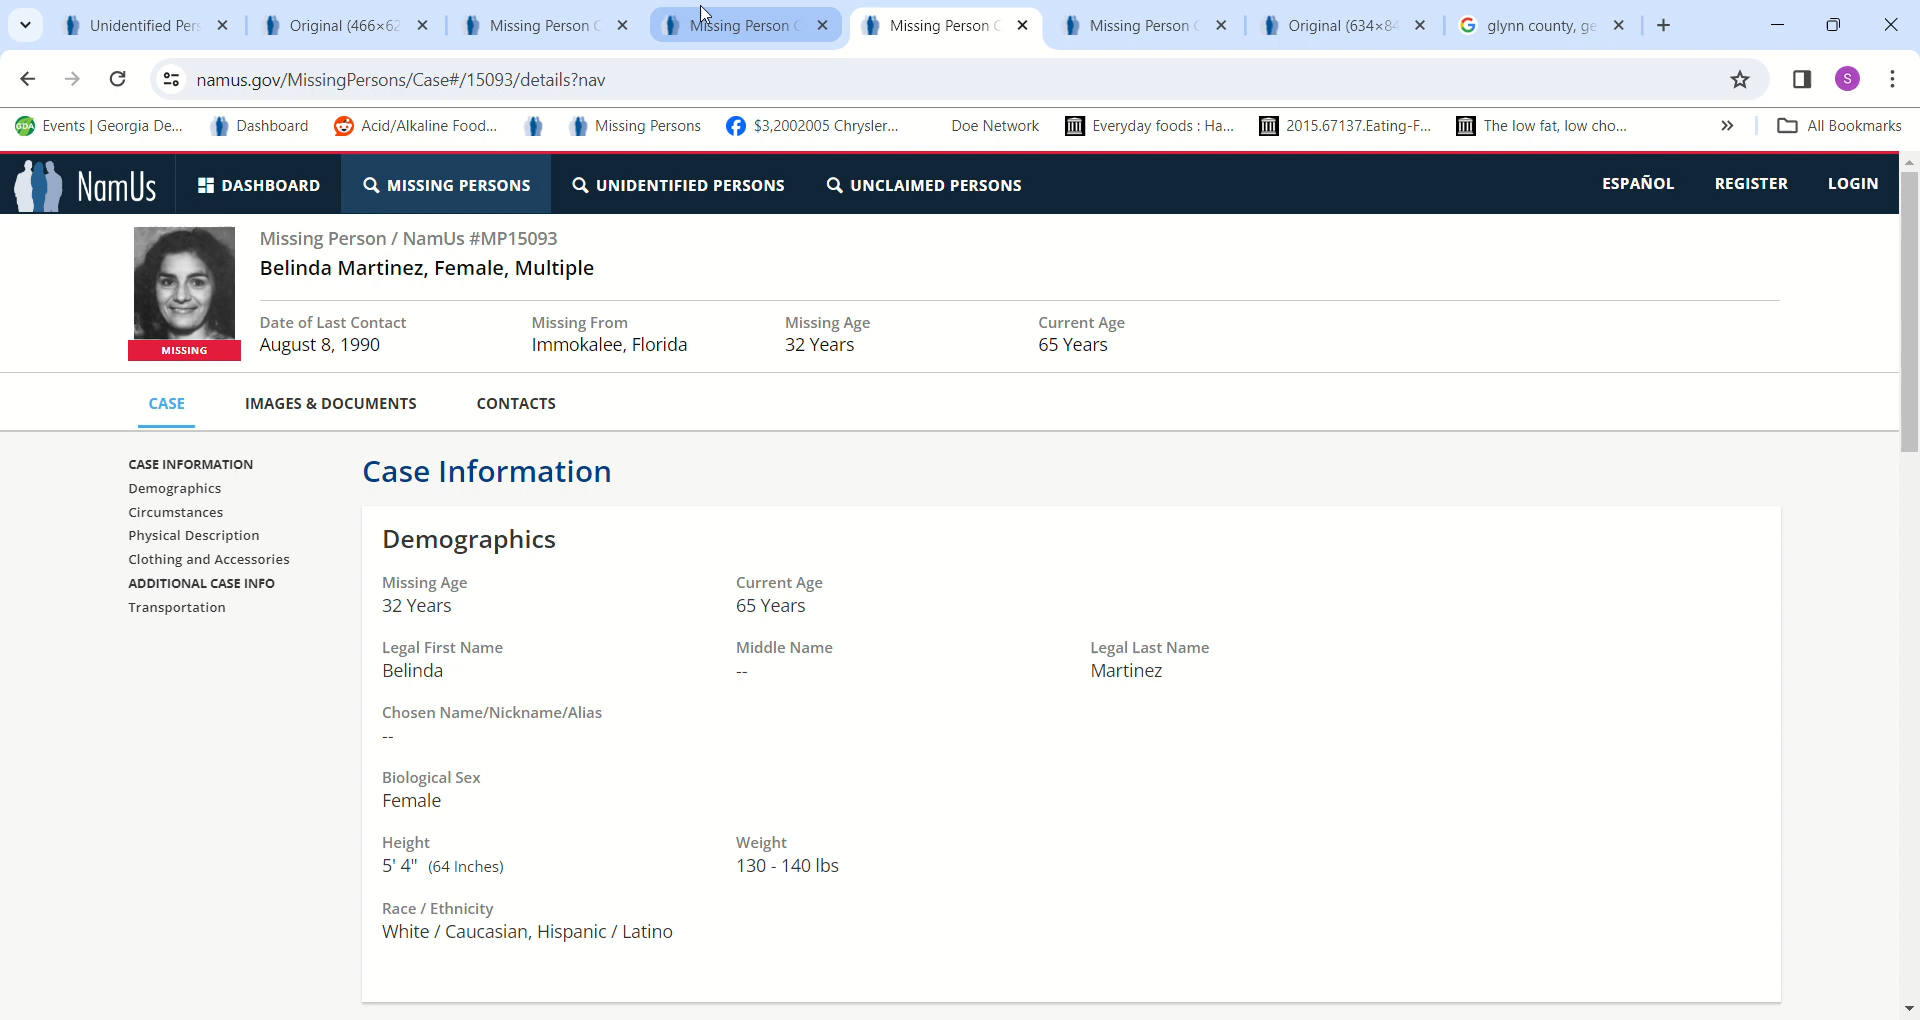 Unidentified Pers Original (466×62 Missing Person C Missing Person C Missing Person C Missing Person C Original (634×84 glynn county, ge
namus.gov/MissingPersons/Case#/15093/details?nav S
GDA Events | Georgia De... Dashboard Acid/Alkaline Food... Missing Persons $3,2002005 Chrysler... Doe Network Everyday foods : Ha... 2015.67137.Eating-F... The low fat, low cho... » All Bookmarks
NamUs DASHBOARD MISSING PERSONS UNIDENTIFIED PERSONS UNCLAIMED PERSONS ESPAÑOL REGISTER LOGIN
Missing Person / NamUs #MP15093
Belinda Martinez, Female, Multiple
Date of Last Contact Missing From Missing Age Current Age
August 8, 1990 Immokalee, Florida 32 Years 65 Years
MISSING
CASE IMAGES & DOCUMENTS CONTACTS
CASE INFORMATION
Demographics
Circumstances
Physical Description
Clothing and Accessories
ADDITIONAL CASE INFO
Transportation
Case Information
Demographics
Missing Age Current Age
32 Years 65 Years
Legal First Name Middle Name Legal Last Name
Belinda -- Martinez
Chosen Name/Nickname/Alias
--
Biological Sex
Female
Height Weight
5' 4" (64 Inches) 130 - 140 lbs
Race / Ethnicity
White / Caucasian, Hispanic / Latino